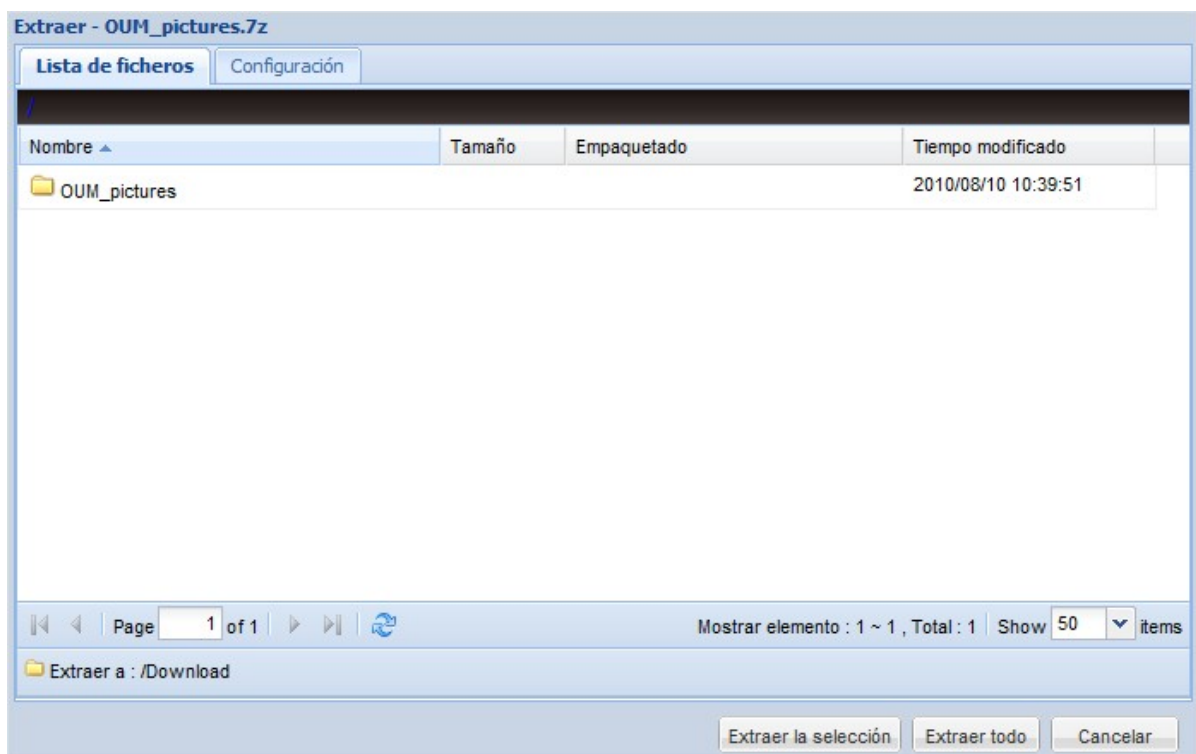 Extraer - OUM_pictures.7z
Lista de ficheros Configuración
/
Nombre Tamaño Empaquetado Tiempo modificado
OUM_pictures 2010/08/10 10:39:51
Page 1 of 1 Mostrar elemento : 1 ~ 1 , Total : 1 Show 50 items
Extraer a : /Download
Extraer la selección Extraer todo Cancelar